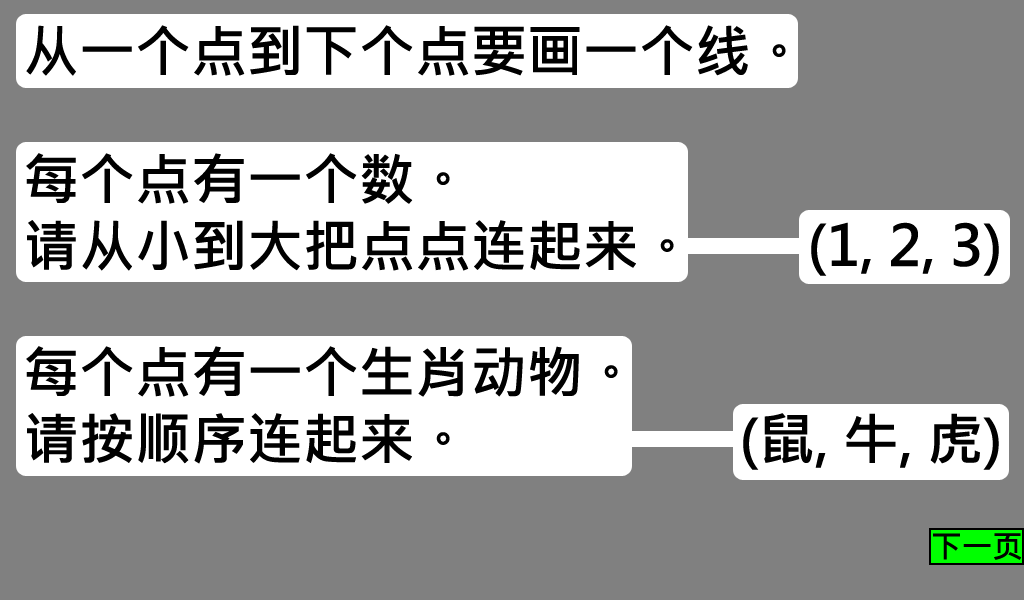 从一个点到下个点要画一个线。
每个点有一个数。
请从小到大把点点连起来。
(1, 2, 3)
每个点有一个生肖动物。
请按顺序连起来。
(鼠, 牛, 虎)
下一页